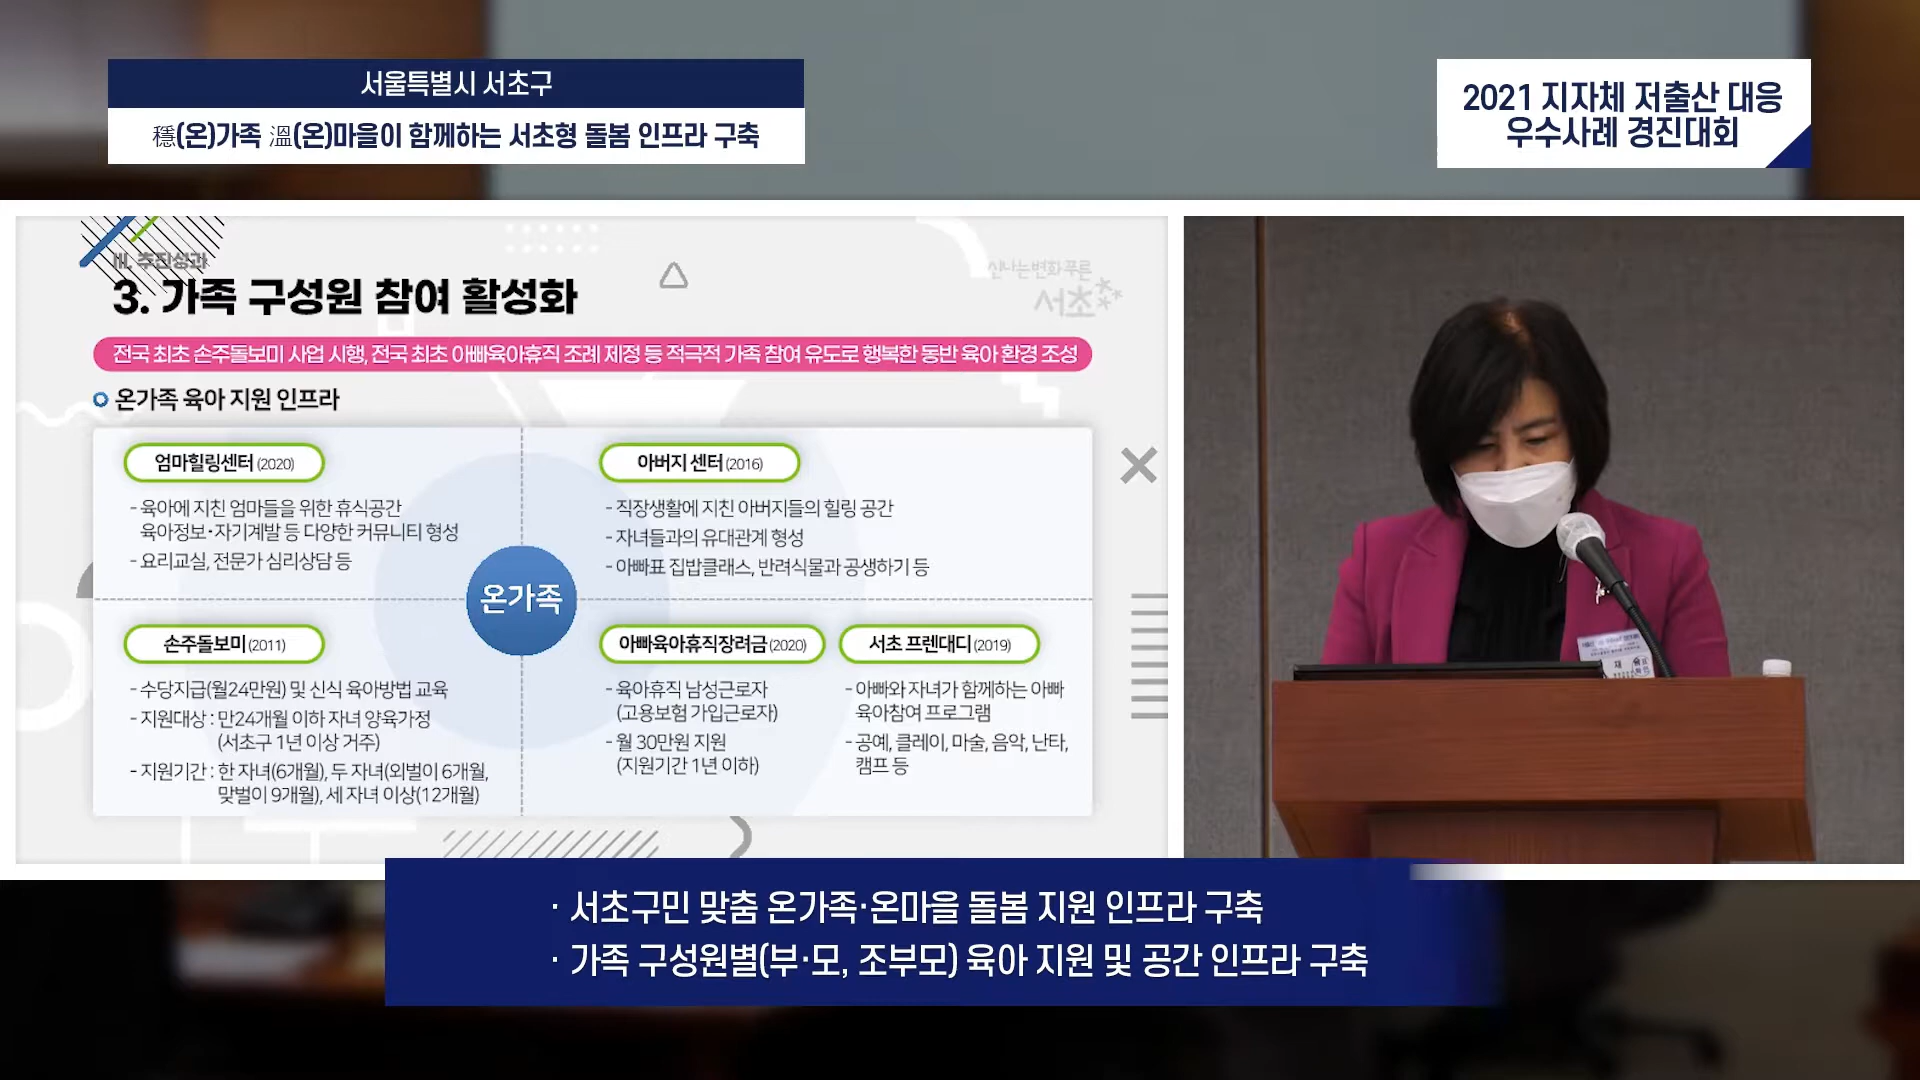 서울특별시 서초구
穩(온)가족 溫(온)마을이 함께하는 서초형 돌봄 인프라 구축
2021 지자체 저출산 대응
우수사례 경진대회
Ⅲ. 추진성과
3. 가족 구성원 참여 활성화
신나는변화 푸른
서초
전국 최초 손주돌보미 사업 시행, 전국 최초 아빠육아휴직 조례 제정 등 적극적 가족 참여 유도로 행복한 동반 육아 환경 조성
온가족 육아 지원 인프라
엄마힐링센터 (2020)
- 육아에 지친 엄마들을 위한 휴식공간
육아정보·자기계발 등 다양한 커뮤니티 형성
- 요리교실, 전문가 심리상담 등
아버지 센터 (2016)
- 직장생활에 지친 아버지들의 힐링 공간
- 자녀들과의 유대관계 형성
- 아빠표 집밥클래스, 반려식물과 공생하기 등
온가족
손주돌보미 (2011)
- 수당지급(월24만원) 및 신식 육아방법 교육
- 지원대상 : 만24개월 이하 자녀 양육가정
(서초구 1년 이상 거주)
- 지원기간 : 한 자녀(6개월), 두 자녀(외벌이 6개월,
맞벌이 9개월), 세 자녀 이상(12개월)
아빠육아휴직장려금 (2020)
- 육아휴직 남성근로자
(고용보험 가입근로자)
- 월 30만원 지원
(지원기간 1년 이하)
서초 프렌대디 (2019)
- 아빠와 자녀가 함께하는 아빠
육아참여 프로그램
- 공예, 클레이, 마술, 음악, 난타,
캠프 등
· 서초구민 맞춤 온가족·온마을 돌봄 지원 인프라 구축
· 가족 구성원별(부·모, 조부모) 육아 지원 및 공간 인프라 구축